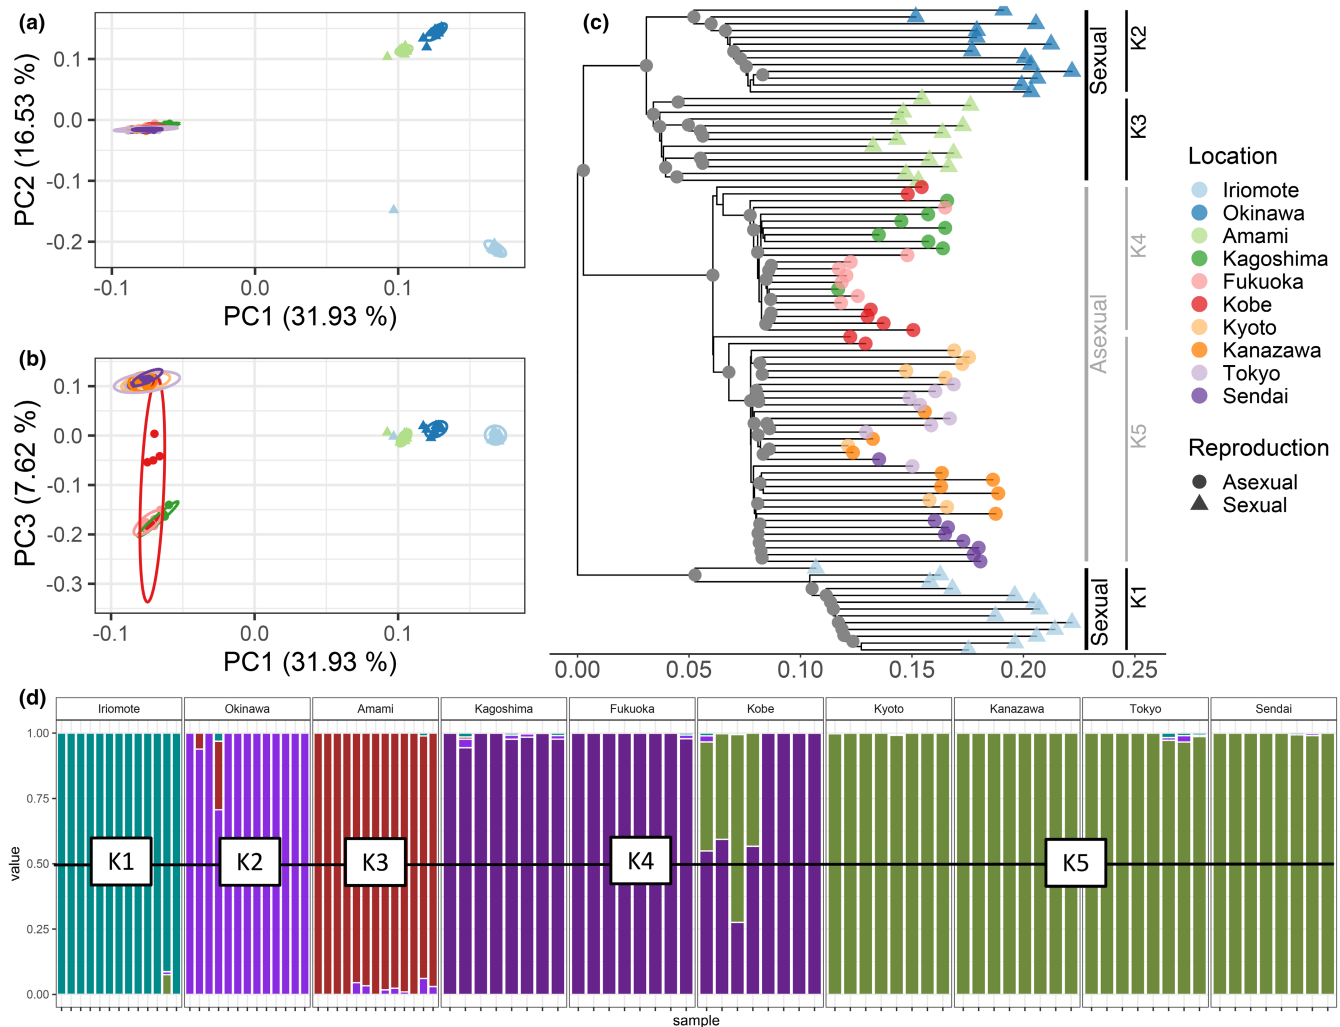 (a)
0.1
0.0
-0.1
-0.2
PC2 (16.53 %)
-0.1
0.0
0.1
PC1 (31.93 %)
(b)
0.1
0.0
-0.1
-0.2
-0.3
PC3 (7.62 %)
-0.1
0.0
0.1
PC1 (31.93 %)
(c)
Sexual
K2
K3
Asexual
K4
K5
Sexual
K1
0.00
0.05
0.10
0.15
0.20
0.25
Location
Iriomote
Okinawa
Amami
Kagoshima
Fukuoka
Kobe
Kyoto
Kanazawa
Tokyo
Sendai
Reproduction
Asexual
Sexual
(d)
Iriomote
Okinawa
Amami
Kagoshima
Fukuoka
Kobe
Kyoto
Kanazawa
Tokyo
Sendai
1.00
0.75
0.50
0.25
0.00
value
K1
K2
K3
K4
K5
sample